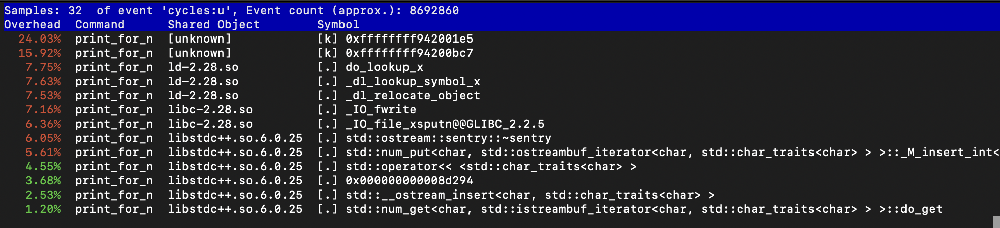 Samples: 32  of event 'cycles:u', Event count (approx.): 8692860
Overhead  Command      Shared Object        Symbol
  24.03%  print_for_n  [unknown]            [k] 0xffffffff942001e5
  15.92%  print_for_n  [unknown]            [k] 0xffffffff94200bc7
   7.75%  print_for_n  ld-2.28.so           [.] do_lookup_x
   7.63%  print_for_n  ld-2.28.so           [.] _dl_lookup_symbol_x
   7.53%  print_for_n  ld-2.28.so           [.] _dl_relocate_object
   7.16%  print_for_n  libc-2.28.so         [.] _IO_fwrite
   6.36%  print_for_n  libc-2.28.so         [.] _IO_file_xsputn@@GLIBC_2.2.5
   6.05%  print_for_n  libstdc++.so.6.0.25  [.] std::ostream::sentry::~sentry
   5.61%  print_for_n  libstdc++.so.6.0.25  [.] std::num_put<char, std::ostreambuf_iterator<char, std::char_traits<char> > >::_M_insert_int<
   4.55%  print_for_n  libstdc++.so.6.0.25  [.] std::operator<< <std::char_traits<char> >
   3.68%  print_for_n  libstdc++.so.6.0.25  [.] 0x000000000008d294
   2.53%  print_for_n  libstdc++.so.6.0.25  [.] std::__ostream_insert<char, std::char_traits<char> >
   1.20%  print_for_n  libstdc++.so.6.0.25  [.] std::num_get<char, std::istreambuf_iterator<char, std::char_traits<char> > >::do_get